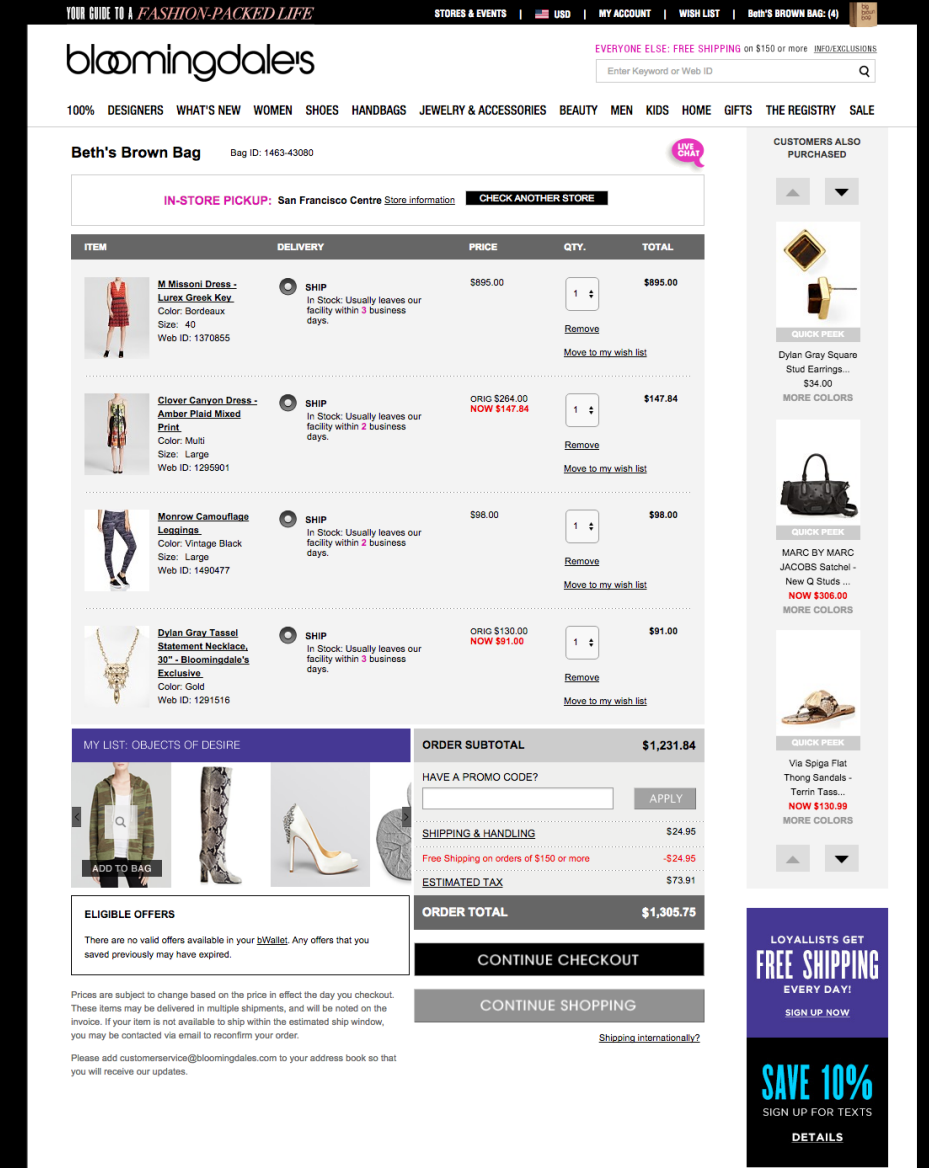 YOUR GUIDE TO A FASHION-PACKED LIFE
STORES & EVENTS | USD | MY ACCOUNT | WISH LIST | Beth's BROWN BAG: (4)
bloomingdale's
EVERYONE ELSE: FREE SHIPPING on $150 or more INFO/EXCLUSIONS
Enter Keyword or Web ID
100% DESIGNERS WHAT'S NEW WOMEN SHOES HANDBAGS JEWELRY & ACCESSORIES BEAUTY MEN KIDS HOME GIFTS THE REGISTRY SALE
Beth's Brown Bag Bag ID: 1463-43080
LIVE
CHAT
IN-STORE PICKUP: San Francisco Centre Store information CHECK ANOTHER STORE
ITEM DELIVERY PRICE QTY. TOTAL
M Missoni Dress -
Lurex Greek Key
Color: Bordeaux
Size: 40
Web ID: 1370855
SHIP
In Stock: Usually leaves our
facility within 3 business
days.
$895.00
1
Remove
Move to my wish list
$895.00
Clover Canyon Dress -
Amber Plaid Mixed
Print
Color: Multi
Size: Large
Web ID: 1295901
SHIP
In Stock: Usually leaves our
facility within 2 business
days.
ORIG $264.00
NOW $147.84
1
Remove
Move to my wish list
$147.84
Monrow Camouflage
Leggings
Color: Vintage Black
Size: Large
Web ID: 1490477
SHIP
In Stock: Usually leaves our
facility within 2 business
days.
$98.00
1
Remove
Move to my wish list
$98.00
Dylan Gray Tassel
Statement Necklace,
30" - Bloomingdale's
Exclusive
Color: Gold
Web ID: 1291516
SHIP
In Stock: Usually leaves our
facility within 3 business
days.
ORIG $130.00
NOW $91.00
1
Remove
Move to my wish list
$91.00
MY LIST: OBJECTS OF DESIRE
ADD TO BAG
ELIGIBLE OFFERS
There are no valid offers available in your bWallet. Any offers that you
saved previously may have expired.
Prices are subject to change based on the price in effect the day you checkout.
These items may be delivered in multiple shipments, and will be noted on the
invoice. If your item is not available to ship within the estimated ship window,
you may be contacted via email to reconfirm your order.
Please add customerservice@bloomingdales.com to your address book so that
you will receive our updates.
ORDER SUBTOTAL $1,231.84
HAVE A PROMO CODE?
APPLY
SHIPPING & HANDLING $24.95
Free Shipping on orders of $150 or more -$24.95
ESTIMATED TAX $73.91
ORDER TOTAL $1,305.75
CONTINUE CHECKOUT
CONTINUE SHOPPING
Shipping internationally?
CUSTOMERS ALSO
PURCHASED
QUICK PEEK
Dylan Gray Square
Stud Earrings...
$34.00
MORE COLORS
QUICK PEEK
MARC BY MARC
JACOBS Satchel -
New Q Studs ...
NOW $306.00
MORE COLORS
QUICK PEEK
Via Spiga Flat
Thong Sandals -
Terrin Tass...
NOW $130.99
MORE COLORS
LOYALLISTS GET
FREE SHIPPING
EVERY DAY!
SIGN UP NOW
SAVE 10%
SIGN UP FOR TEXTS
DETAILS